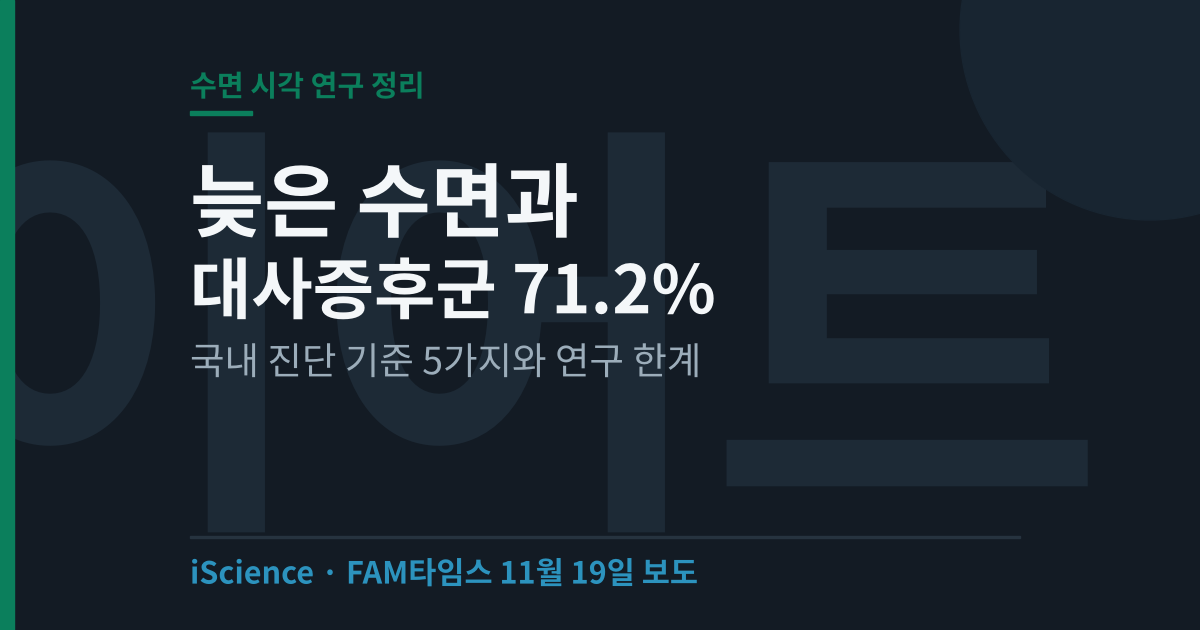 수면 시각 연구 정리
늦은 수면과
대사증후군 71.2%
국내 진단 기준 5가지와 연구 한계
iScience · FAM타임스 11월 19일 보도